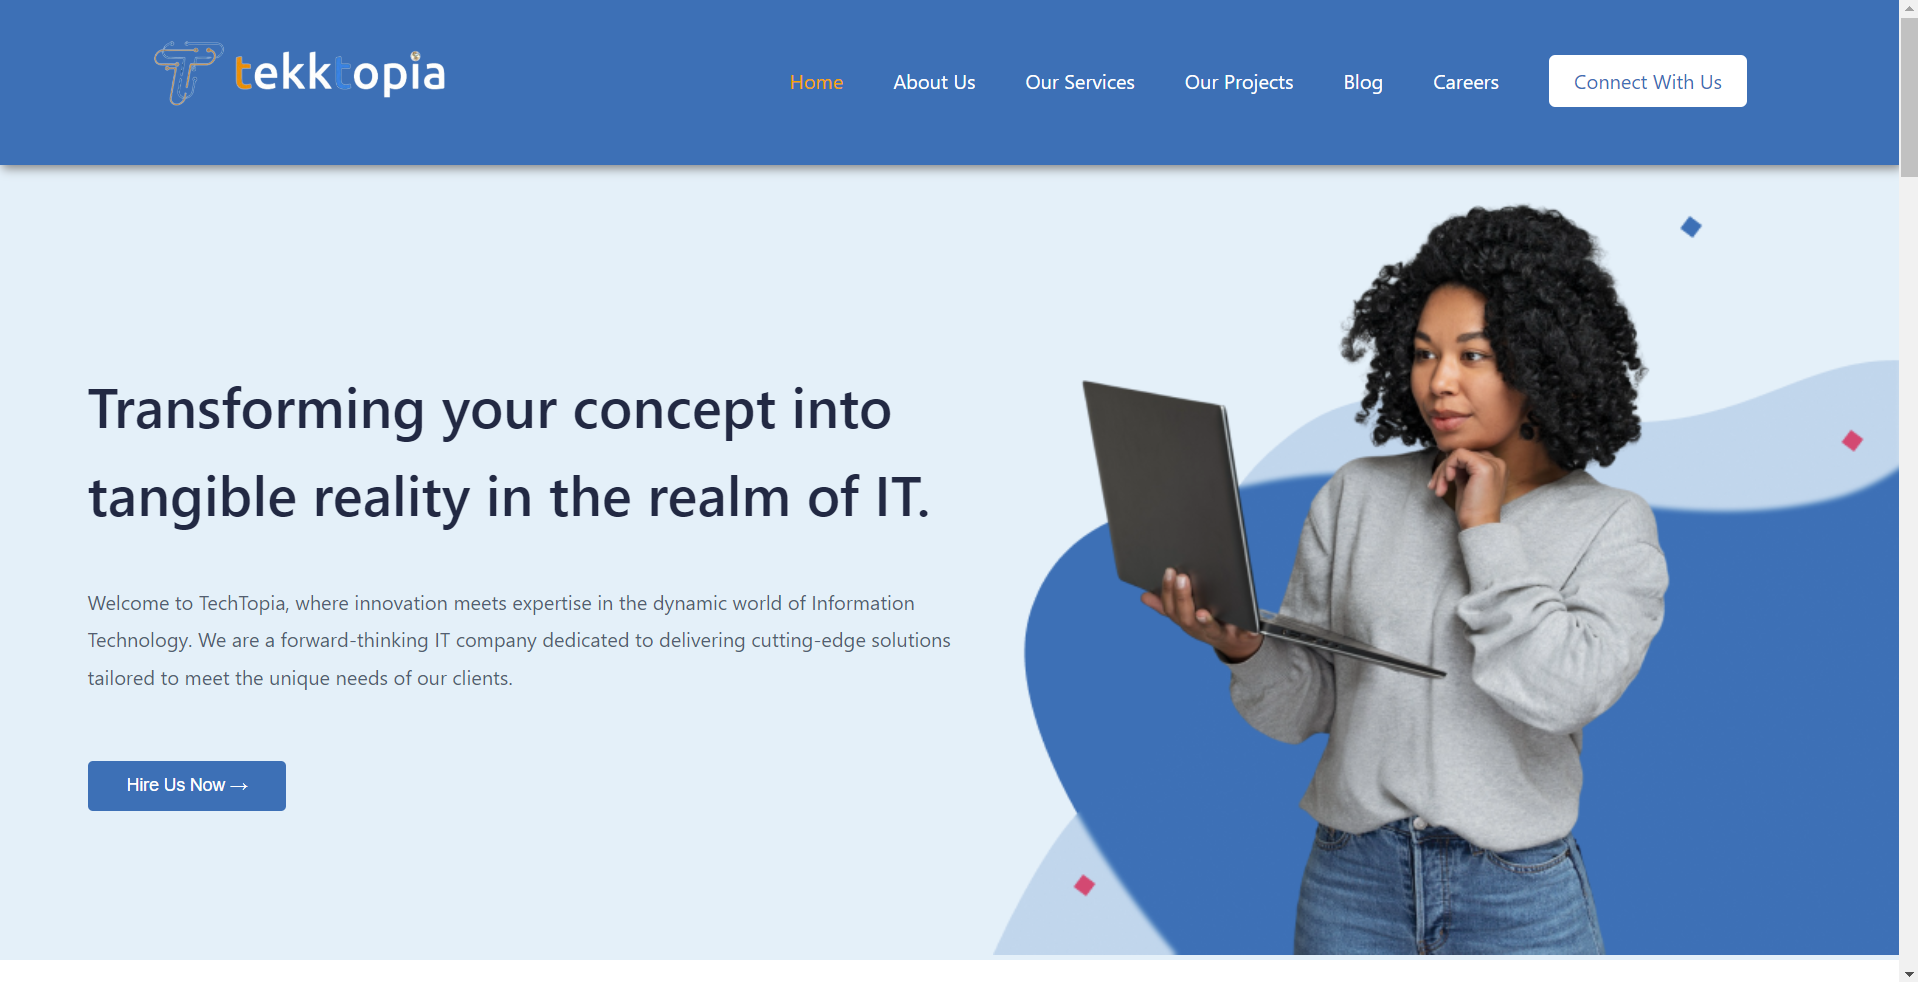 tekktopia
Home About Us Our Services Our Projects Blog Careers Connect With Us
Transforming your concept into
tangible reality in the realm of IT.
Welcome to TechTopia, where innovation meets expertise in the dynamic world of Information
Technology. We are a forward-thinking IT company dedicated to delivering cutting-edge solutions
tailored to meet the unique needs of our clients.
Hire Us Now →